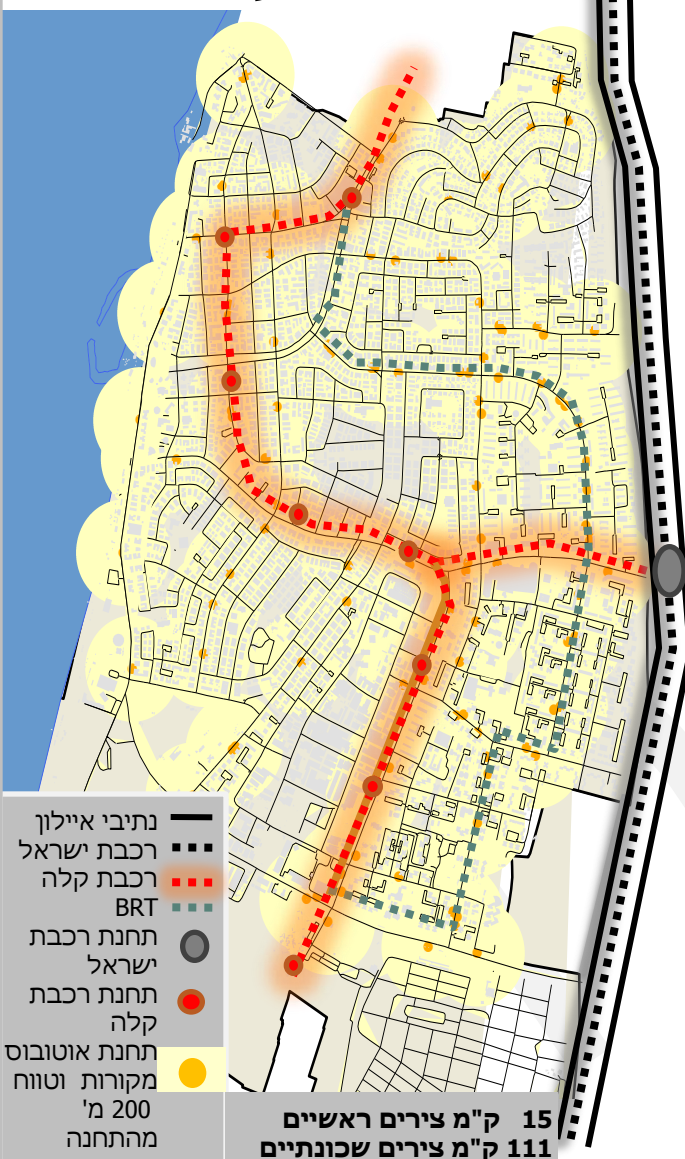 נתיבי איילון
רכבת ישראל
רכבת קלה
BRT
תחנת רכבת
ישראל
תחנת רכבת
קלה
תחנת אוטובוס
מקורות וטווח
200 מ'
מהתחנה
15 ק"מ צירים ראשיים
111 ק"מ צירים שכונתיים